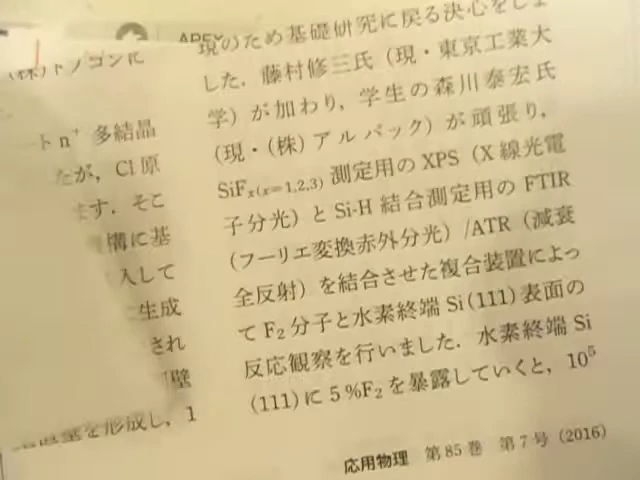 APEX
(株)トッコンに
ト n⁺ 多結晶
たが，Cl 原
ます．そこ
構に基
入して
生成
され
壁
を形成し，1
現のため基礎研究に戻る決心をしま
した．藤村修三氏（現・東京工業大
学）が加わり，学生の森川泰宏氏
（現・(株)アルバック）が頑張り，
SiFx(x=1,2,3) 測定用の XPS（X 線光電
子分光）と Si-H 結合測定用の FTIR
（フーリエ変換赤外分光）/ATR（減衰
全反射）を結合させた複合装置によっ
て F₂ 分子と水素終端 Si(111) 表面の
反応観察を行いました．水素終端 Si
(111) に 5 %F₂ を暴露していくと，10⁵
応用物理 第 85 巻 第 7 号（2016）